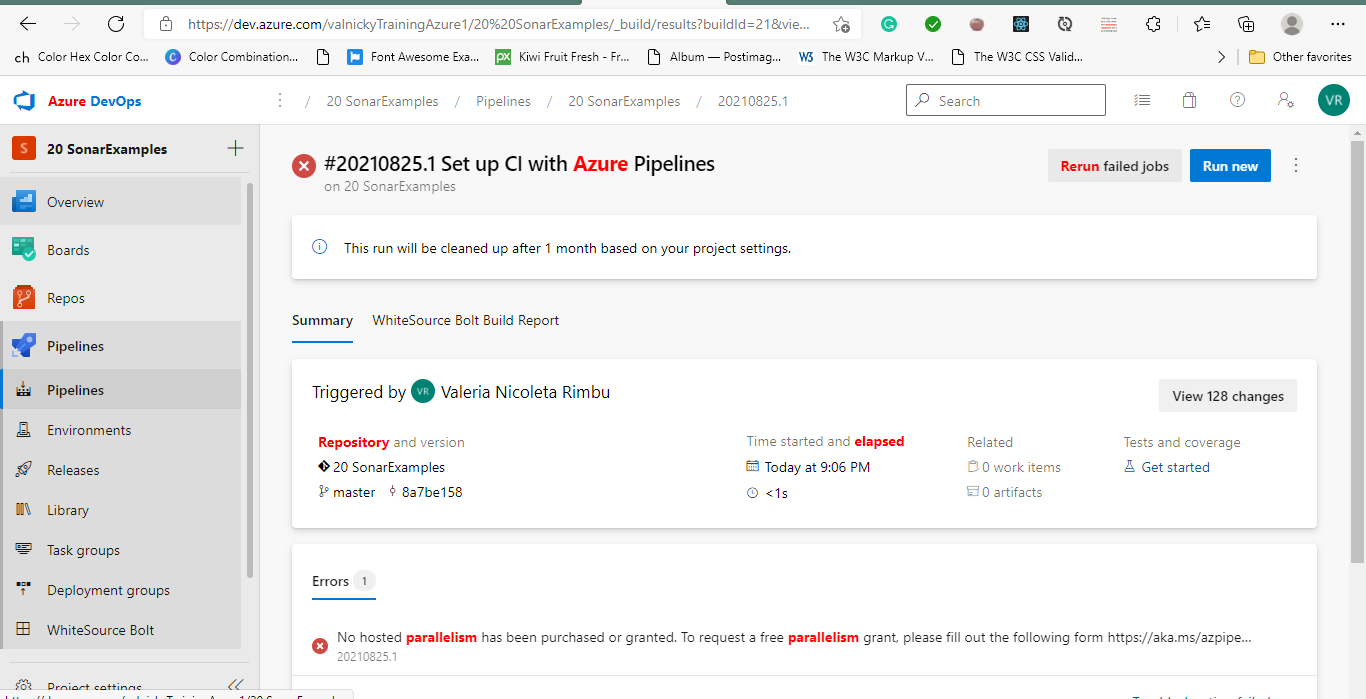 https://dev.azure.com/valnickyTrainingAzure1/20%20SonarExamples/_build/results?buildId=21&vie...
ch Color Hex Color Co... Color Combination... Font Awesome Exa... Kiwi Fruit Fresh - Fr... Album — Postimag... The W3C Markup V... The W3C CSS Valid... Other favorites
Azure DevOps / 20 SonarExamples / Pipelines / 20 SonarExamples / 20210825.1 Search VR
S 20 SonarExamples
Overview
Boards
Repos
Pipelines
Pipelines
Environments
Releases
Library
Task groups
Deployment groups
WhiteSource Bolt
Project settings
#20210825.1 Set up CI with Azure Pipelines
on 20 SonarExamples
Rerun failed jobs Run new
This run will be cleaned up after 1 month based on your project settings.
Summary WhiteSource Bolt Build Report
Triggered by VR Valeria Nicoleta Rimbu View 128 changes
Repository and version Time started and elapsed Related Tests and coverage
20 SonarExamples Today at 9:06 PM 0 work items Get started
master 8a7be158 <1s 0 artifacts
Errors 1
No hosted parallelism has been purchased or granted. To request a free parallelism grant, please fill out the following form https://aka.ms/azpipe...
20210825.1